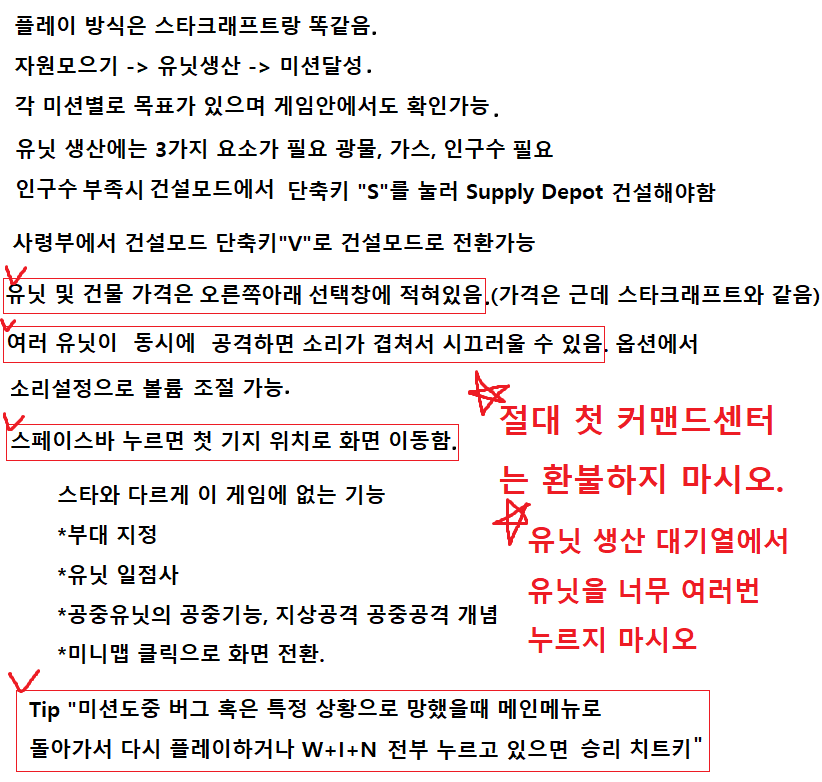 플레이 방식은 스타크래프트랑 똑같음.
자원모으기 -> 유닛생산 -> 미션달성.
각 미션별로 목표가 있으며 게임안에서도 확인가능.
유닛 생산에는 3가지 요소가 필요 광물, 가스, 인구수 필요
인구수 부족시 건설모드에서 단축키 "S"를 눌러 Supply Depot 건설해야함
사령부에서 건설모드 단축키"V"로 건설모드로 전환가능
유닛 및 건물 가격은 오른쪽아래 선택창에 적혀있음.(가격은 근데 스타크래프트와 같음)
여러 유닛이 동시에 공격하면 소리가 겹쳐서 시끄러울 수 있음. 옵션에서
소리설정으로 볼륨 조절 가능.
스페이스바 누르면 첫 기지 위치로 화면 이동함.
절대 첫 커맨드센터
는 환불하지 마시오.
스타와 다르게 이 게임에 없는 기능
*부대 지정
*유닛 일점사
*공중유닛의 공중기능, 지상공격 공중공격 개념
*미니맵 클릭으로 화면 전환.
유닛 생산 대기열에서
유닛을 너무 여러번
누르지 마시오
Tip "미션도중 버그 혹은 특정 상황으로 망했을때 메인메뉴로
돌아가서 다시 플레이하거나 W+I+N 전부 누르고 있으면 승리 치트키"